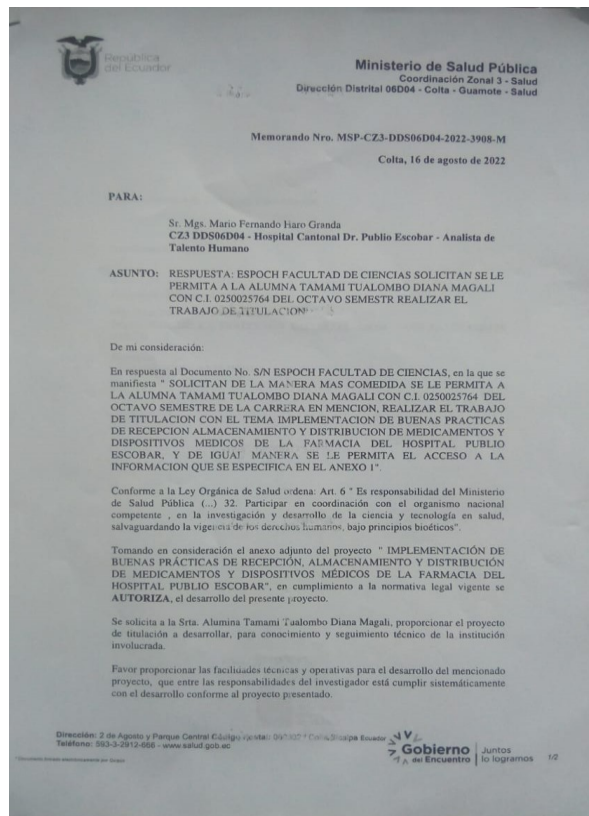 República
del Ecuador
Ministerio de Salud Pública
Coordinación Zonal 3 - Salud
Dirección Distrital 06D04 - Colta - Guamote - Salud
Memorando Nro. MSP-CZ3-DDS06D04-2022-3908-M
Colta, 16 de agosto de 2022
PARA:
Sr. Mgs. Mario Fernando Haro Granda
CZ3 DDS06D04 - Hospital Cantonal Dr. Publio Escobar - Analista de
Talento Humano
ASUNTO: RESPUESTA: ESPOCH FACULTAD DE CIENCIAS SOLICITAN SE LE
PERMITA A LA ALUMNA TAMAMI TUALOMBO DIANA MAGALI
CON C.I. 0250025764 DEL OCTAVO SEMESTR REALIZAR EL
TRABAJO DE TITULACION
De mi consideración:
En respuesta al Documento No. S/N ESPOCH FACULTAD DE CIENCIAS, en la que se
manifiesta " SOLICITAN DE LA MANERA MAS COMEDIDA SE LE PERMITA A
LA ALUMNA TAMAMI TUALOMBO DIANA MAGALI CON C.I. 0250025764 DEL
OCTAVO SEMESTRE DE LA CARRERA EN MENCION, REALIZAR EL TRABAJO
DE TITULACION CON EL TEMA IMPLEMENTACION DE BUENAS PRACTICAS
DE RECEPCION ALMACENAMIENTO Y DISTRIBUCION DE MEDICAMENTOS Y
DISPOSITIVOS MEDICOS DE LA FARMACIA DEL HOSPITAL PUBLIO
ESCOBAR, Y DE IGUAL MANERA SE LE PERMITA EL ACCESO A LA
INFORMACION QUE SE ESPECIFICA EN EL ANEXO 1".
Conforme a la Ley Orgánica de Salud ordena: Art. 6 " Es responsabilidad del Ministerio
de Salud Pública (...) 32. Participar en coordinación con el organismo nacional
competente , en la investigación y desarrollo de la ciencia y tecnología en salud,
salvaguardando la vigencia de los derechos humanos, bajo principios bioéticos".
Tomando en consideración el anexo adjunto del proyecto " IMPLEMENTACIÓN DE
BUENAS PRÁCTICAS DE RECEPCIÓN, ALMACENAMIENTO Y DISTRIBUCIÓN
DE MEDICAMENTOS Y DISPOSITIVOS MÉDICOS DE LA FARMACIA DEL
HOSPITAL PUBLIO ESCOBAR", en cumplimiento a la normativa legal vigente se
AUTORIZA, el desarrollo del presente proyecto.
Se solicita a la Srta. Alumina Tamami Tualombo Diana Magali, proporcionar el proyecto
de titulación a desarrollar, para conocimiento y seguimiento técnico de la institución
involucrada.
Favor proporcionar las facilidades técnicas y operativas para el desarrollo del mencionado
proyecto, que entre las responsabilidades del investigador está cumplir sistemáticamente
con el desarrollo conforme al proyecto presentado.
Dirección: 2 de Agosto y Parque Central Código Ecuador
Teléfono: 593-3-2912-666 - www.salud.gob.ec
Gobierno del Encuentro
Juntos lo logramos
1/2